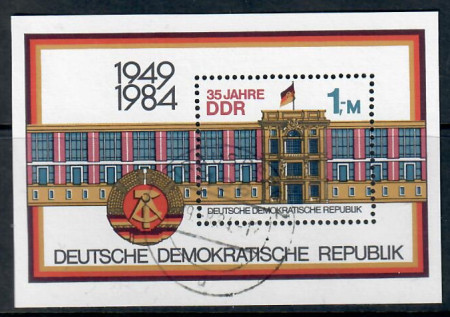 1949
1984
35 JAHRE
DDR
1,-M
DEUTSCHE DEMOKRATISCHE REPUBLIK
DEUTSCHE DEMOKRATISCHE REPUBLIK